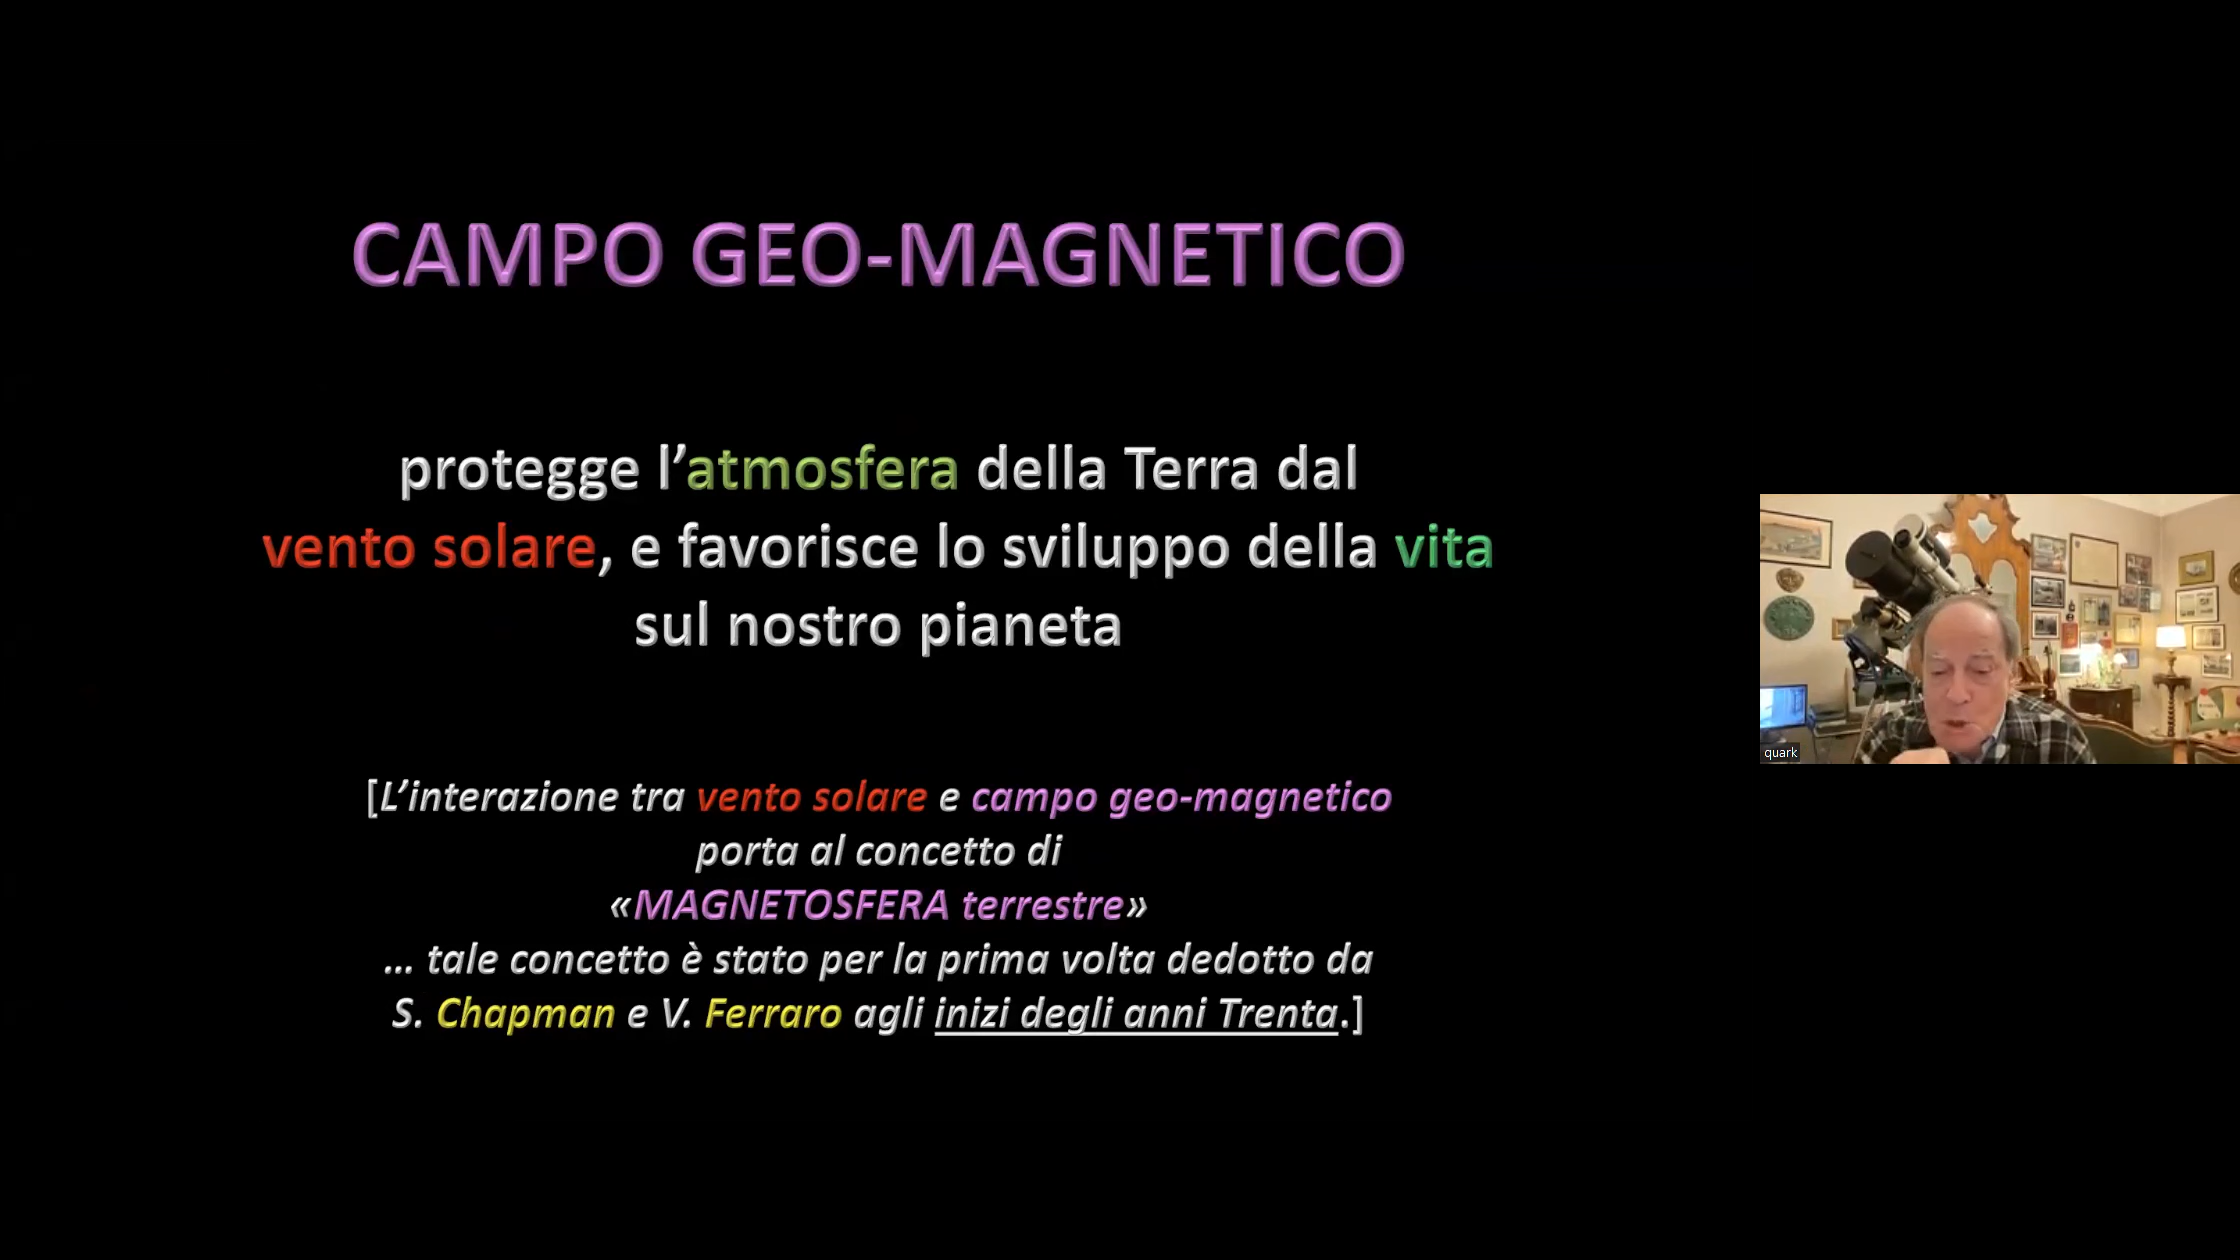 CAMPO GEO-MAGNETICO
protegge l’atmosfera della Terra dal
vento solare, e favorisce lo sviluppo della vita
sul nostro pianeta
[L’interazione tra vento solare e campo geo-magnetico
porta al concetto di
«MAGNETOSFERA terrestre»
... tale concetto è stato per la prima volta dedotto da
S. Chapman e V. Ferraro agli inizi degli anni Trenta.]
quark